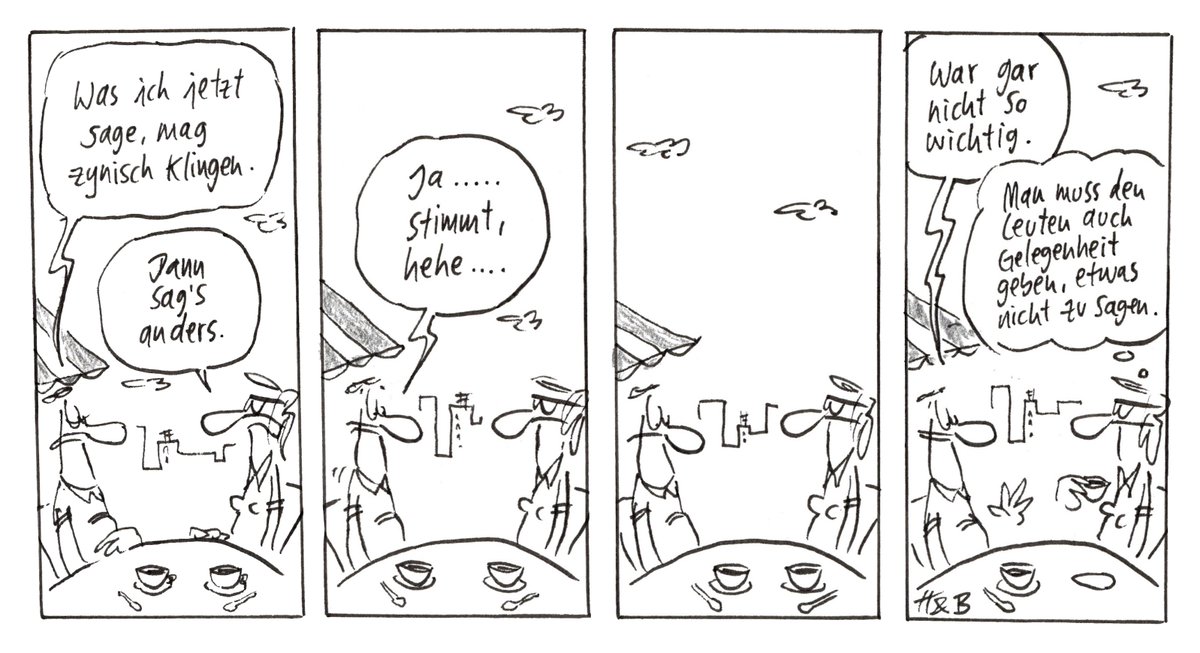 Was ich jetzt
sage, mag
zynisch klingen.
Dann
sag's
anders.
Ja.....
stimmt,
hehe....
War gar
nicht so
wichtig.
Man muss den
Leuten auch
Gelegenheit
geben, etwas
nicht zu sagen.
H&B